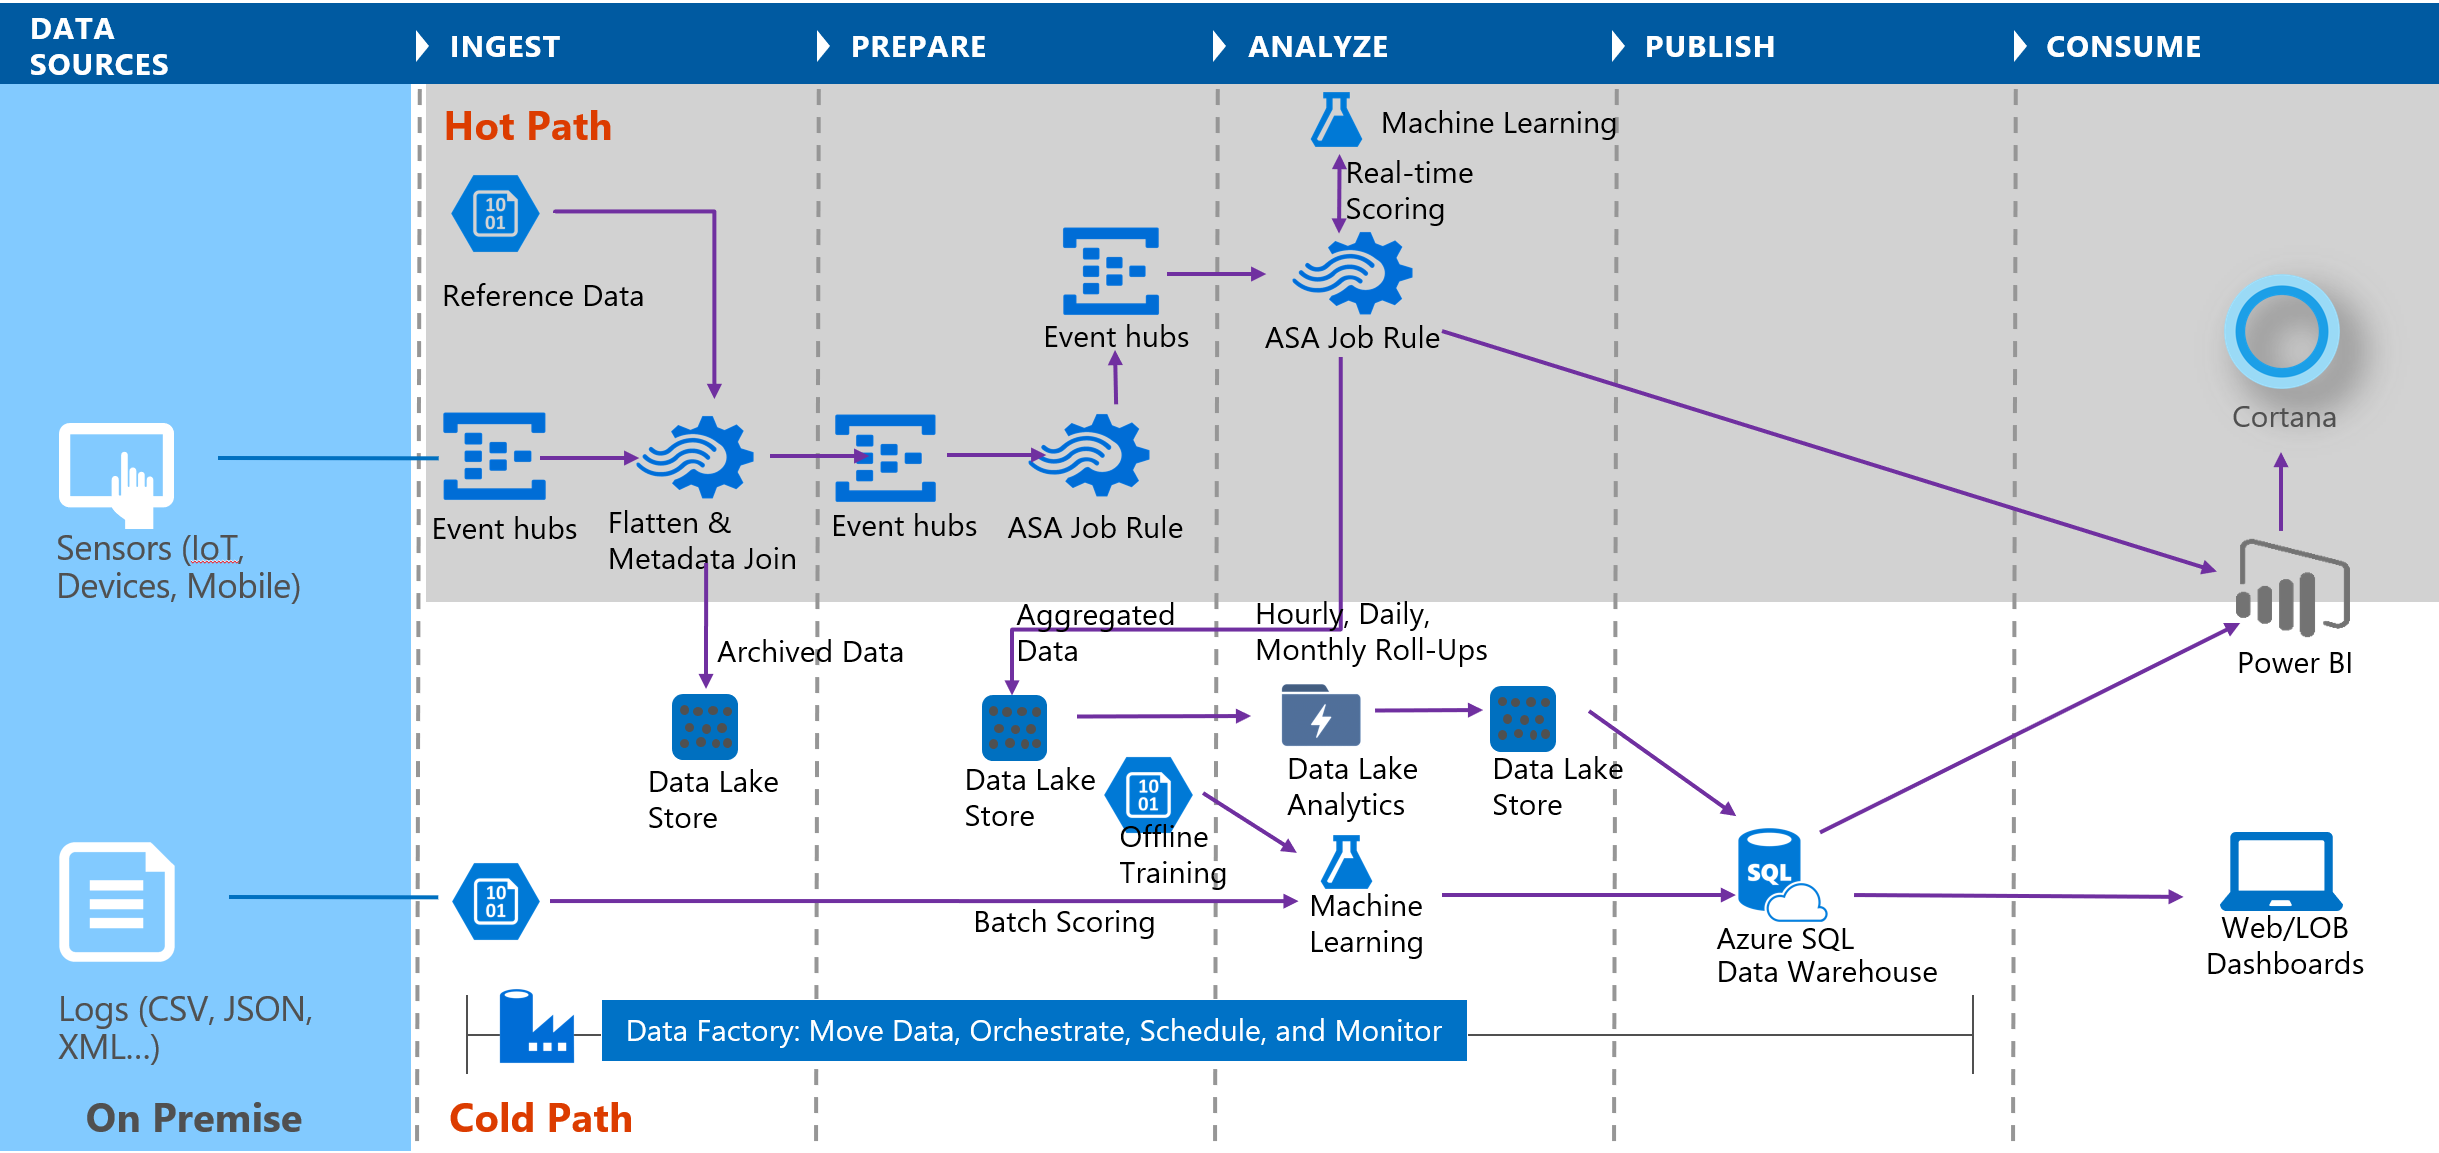 DATA
SOURCES
INGEST
PREPARE
ANALYZE
PUBLISH
CONSUME
Hot Path
Machine Learning
Real-time
Scoring
10
01
Reference Data
Event hubs
ASA Job Rule
Cortana
Event hubs
Flatten &
Metadata Join
Event hubs
ASA Job Rule
Sensors (IoT,
Devices, Mobile)
Archived Data
Aggregated
Data
Hourly, Daily,
Monthly Roll-Ups
Power BI
Data Lake
Store
Data Lake
Store
10
01
Offline
Training
Data Lake
Analytics
Data Lake
Store
10
01
Batch Scoring
Machine
Learning
SQL
Azure SQL
Data Warehouse
Web/LOB
Dashboards
Logs (CSV, JSON,
XML...)
Data Factory: Move Data, Orchestrate, Schedule, and Monitor
On Premise
Cold Path